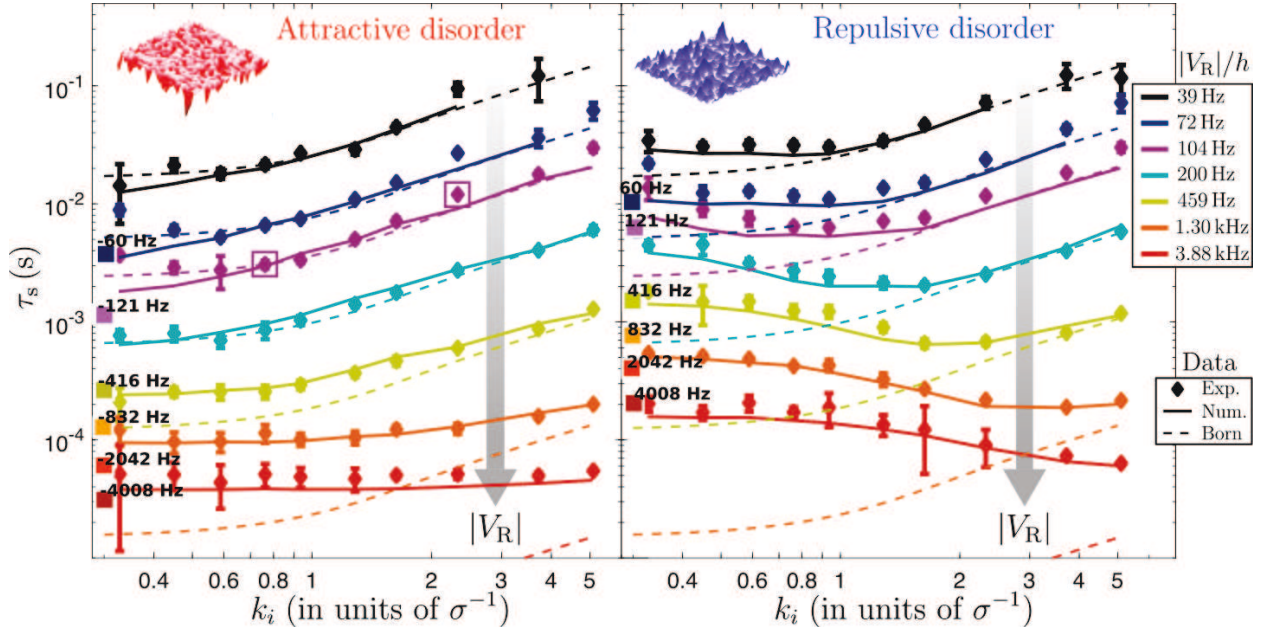 Attractive disorder
Repulsive disorder
|V_R|/h
39 Hz
72 Hz
104 Hz
200 Hz
459 Hz
1.30 kHz
3.88 kHz
Data
Exp.
Num.
Born
τ_s (s)
10^{-1}
10^{-2}
10^{-3}
10^{-4}
-60 Hz
-121 Hz
-416 Hz
-832 Hz
-2042 Hz
-4008 Hz
60 Hz
121 Hz
416 Hz
832 Hz
2042 Hz
4008 Hz
|V_R|
|V_R|
0.4 0.6 0.8 1 2 3 4 5
0.4 0.6 0.8 1 2 3 4 5
k_i (in units of σ^{-1})
k_i (in units of σ^{-1})